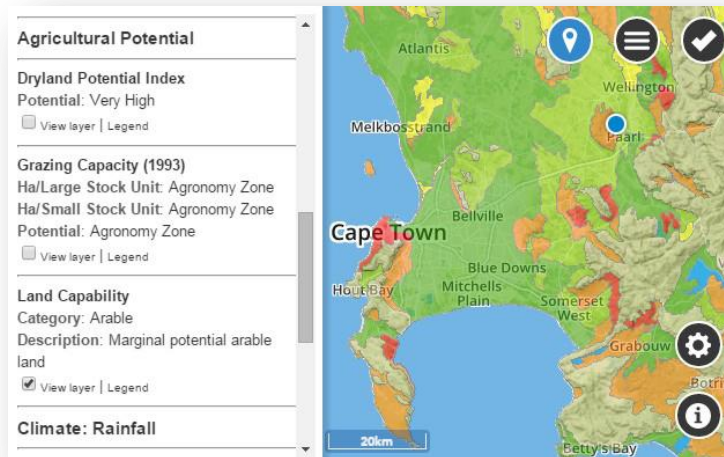 Agricultural Potential
Dryland Potential Index
Potential: Very High
View layer | Legend
Grazing Capacity (1993)
Ha/Large Stock Unit: Agronomy Zone
Ha/Small Stock Unit: Agronomy Zone
Potential: Agronomy Zone
View layer | Legend
Land Capability
Category: Arable
Description: Marginal potential arable
land
View layer | Legend
Climate: Rainfall
Atlantis
Wellington
Melkbosstrand
Paarl
Bellville
Cape Town
Blue Downs
Hout Bay
Mitchells
Plain
Somerset
West
Grabouw
Botri
20km
Betty's Bay